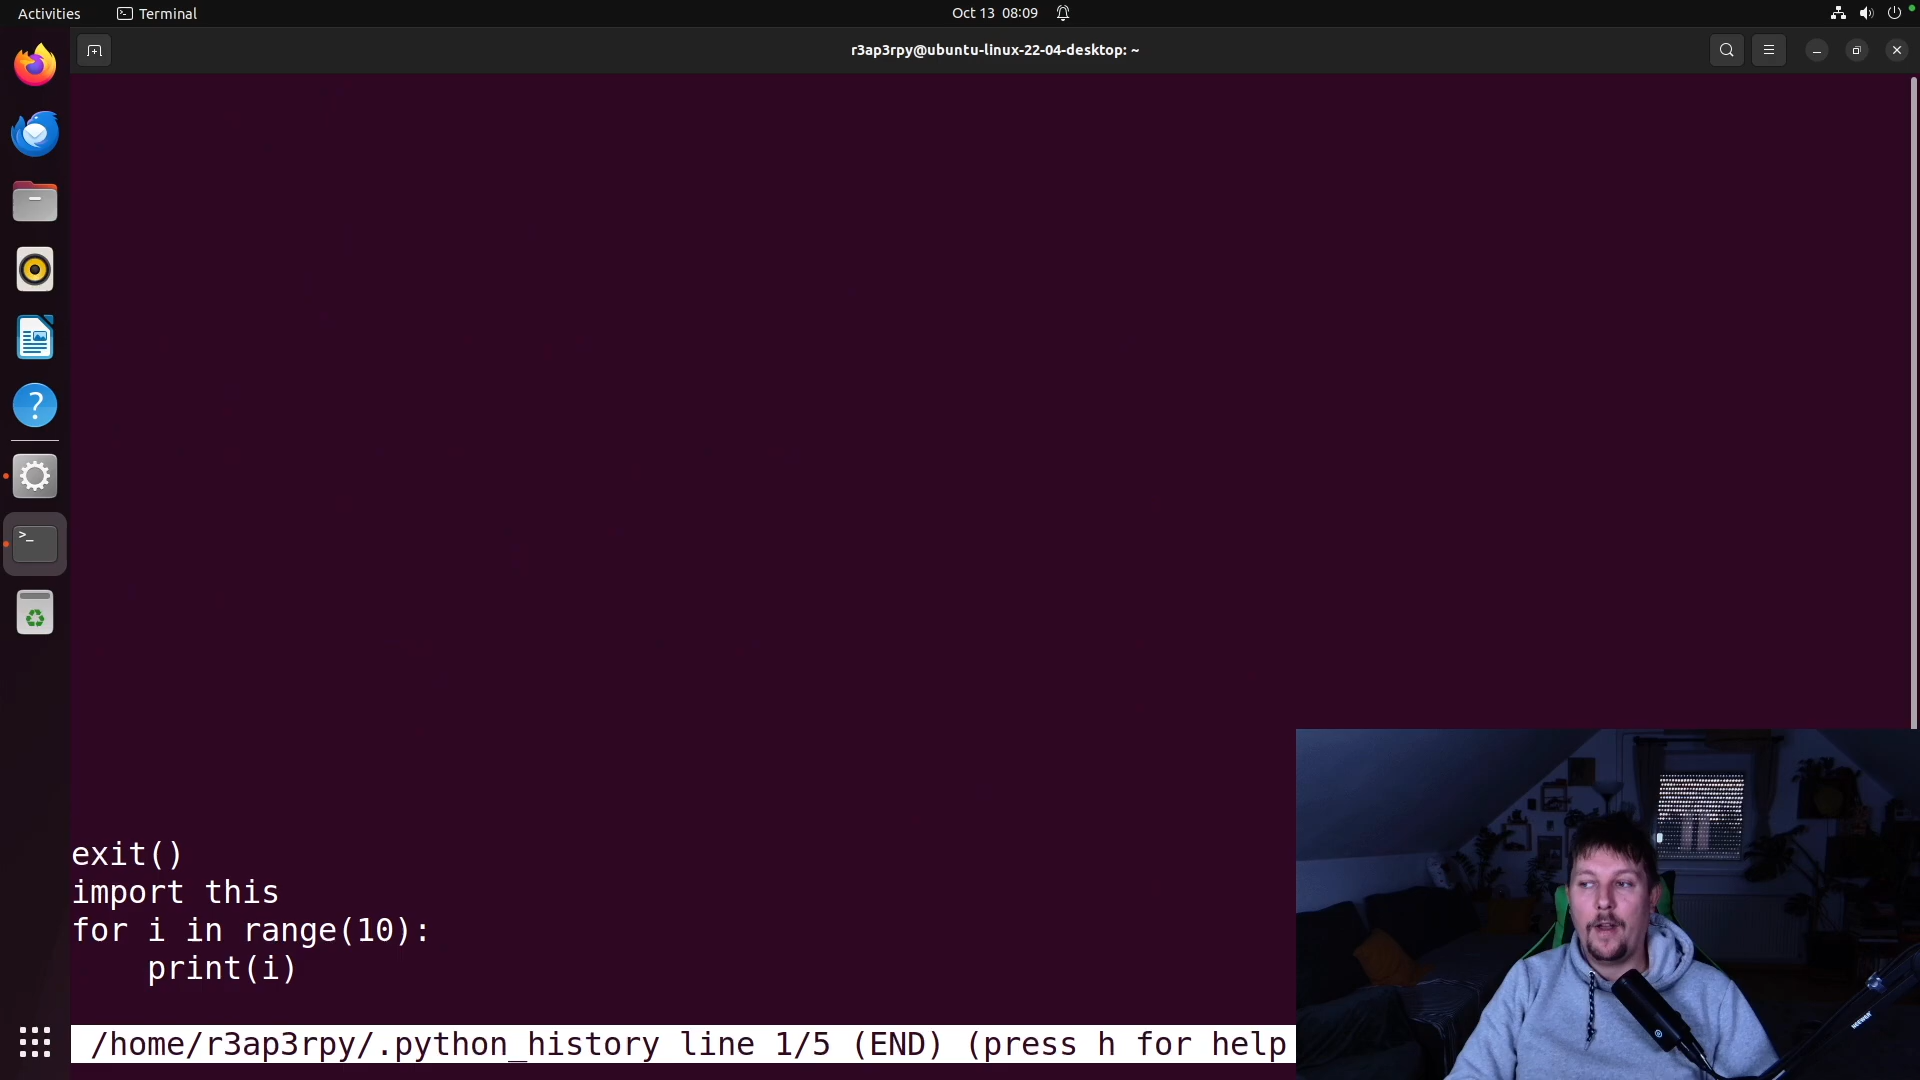 Activities
Terminal
Oct 13 08:09
r3ap3rpy@ubuntu-linux-22-04-desktop: ~
exit()
import this
for i in range(10):
    print(i)
/home/r3ap3rpy/.python_history line 1/5 (END) (press h for help